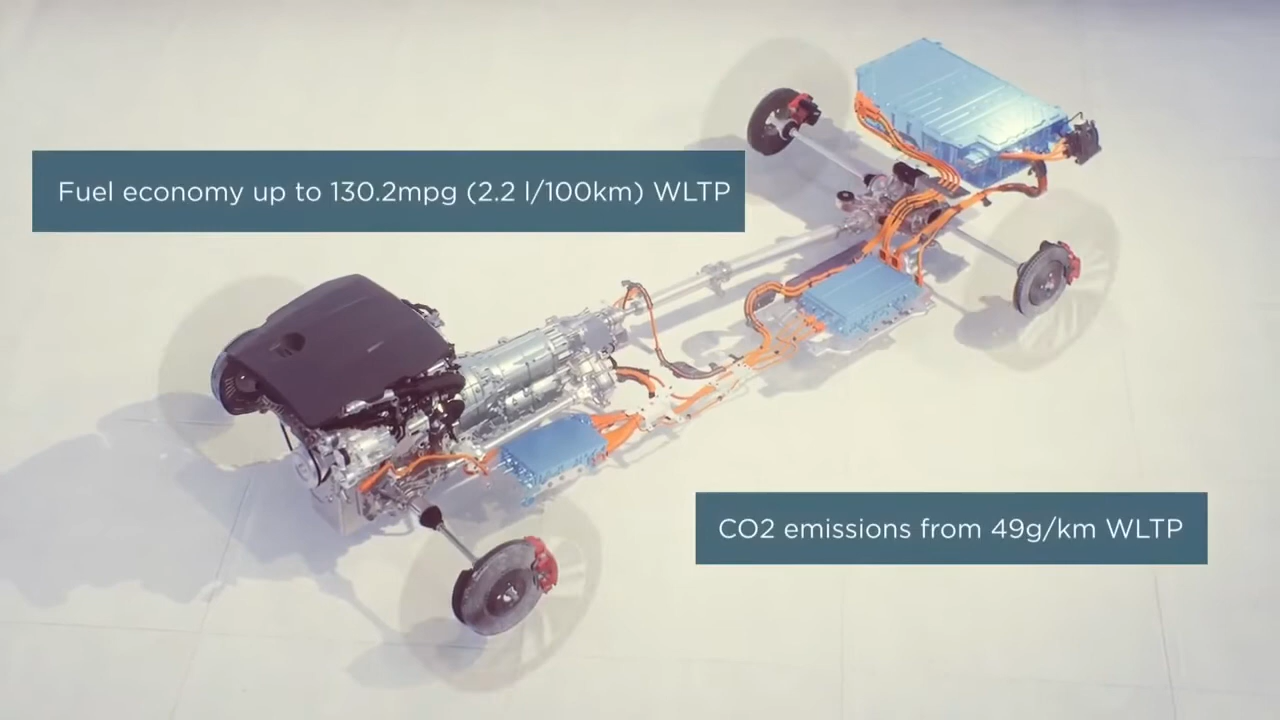 Fuel economy up to 130.2mpg (2.2 l/100km) WLTP
CO2 emissions from 49g/km WLTP